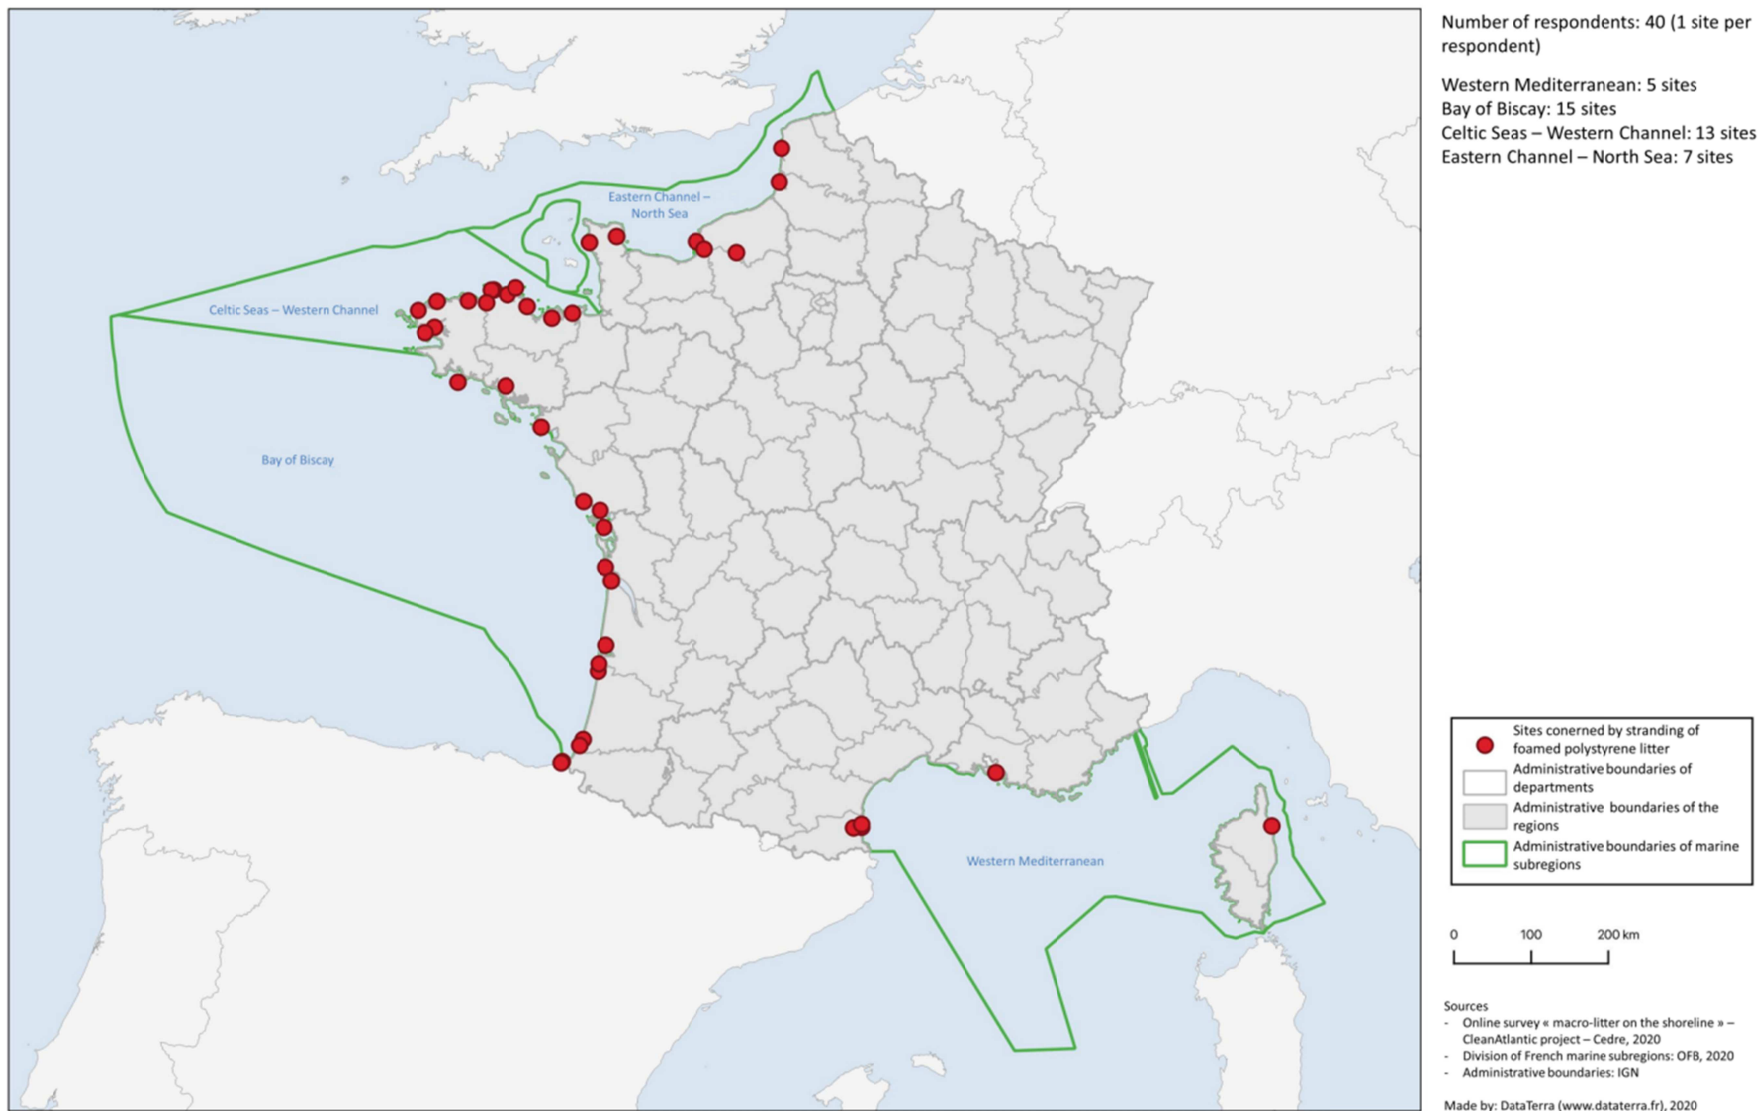 Number of respondents: 40 (1 site per
respondent)
Western Mediterranean: 5 sites
Bay of Biscay: 15 sites
Celtic Seas – Western Channel: 13 sites
Eastern Channel – North Sea: 7 sites
Eastern Channel –
North Sea
Celtic Seas – Western Channel
Bay of Biscay
Western Mediterranean
Sites conerned by stranding of
foamed polystyrene litter
Administrative boundaries of
departments
Administrative boundaries of the
regions
Administrative boundaries of marine
subregions
0 100 200 km
Sources
- Online survey « macro-litter on the shoreline » –
CleanAtlantic project – Cedre, 2020
- Division of French marine subregions: OFB, 2020
- Administrative boundaries: IGN
Made by: DataTerra (www.dataterra.fr), 2020